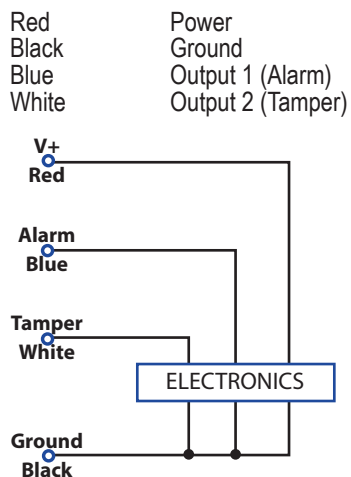 Red Power
Black Ground
Blue Output 1 (Alarm)
White Output 2 (Tamper)
V+
Red
Alarm
Blue
Tamper
White
ELECTRONICS
Ground
Black